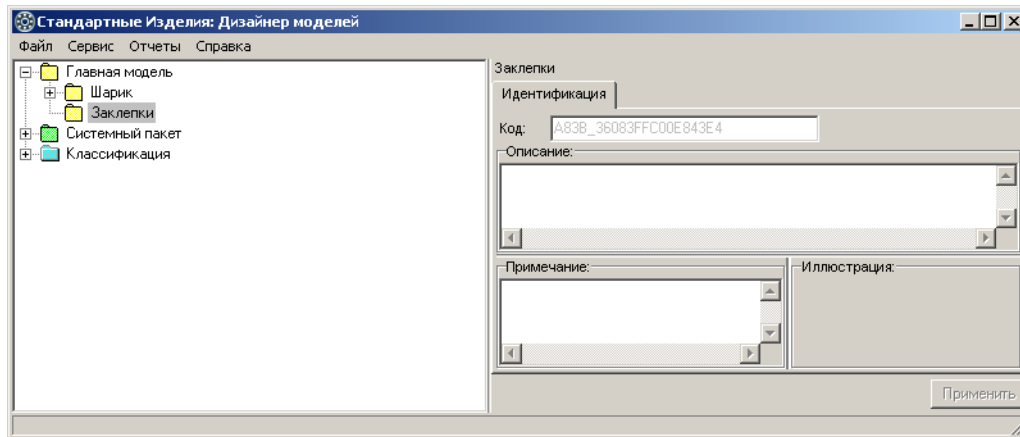 Стандартные Изделия: Дизайнер моделей
Файл Сервис Отчеты Справка
Главная модель
Шарик
Заклепки
Системный пакет
Классификация
Заклепки
Идентификация
Код: A83B_36083FFC00E843E4
Описание:
Примечание:
Иллюстрация:
Применить